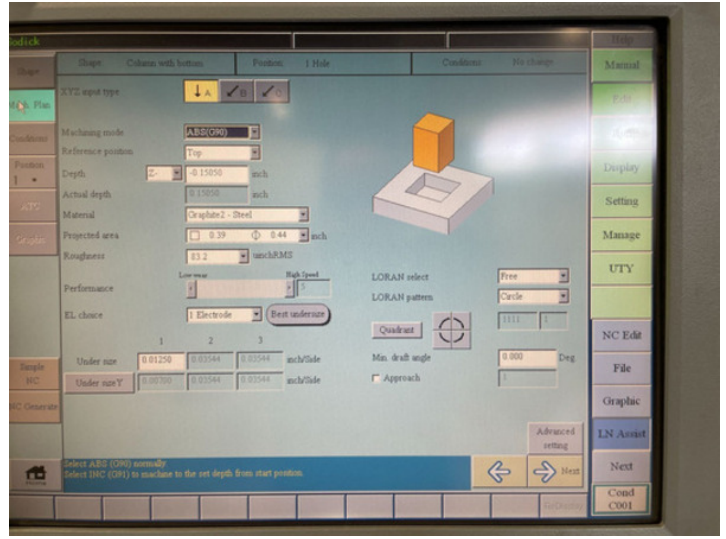 odick
Help
Shape
Shape Column with bottom Position 1 Hole Conditions No change
Manual
XYZ input type
A B C
Plan
Edit
Conditions
Machining mode ABS(G90)
Reference position Top
Position
1
Depth Z- -0.15050 inch
Display
Actual depth 0.15050 inch
ATC
Setting
Material Graphite2 - Steel
Projected area 0.39 0.44 inch
Graphic
Manage
Roughness 83.2 uinchRMS
UTY
Low wear High Speed
Performance 5
LORAN select Free
LORAN pattern Circle
EL choice 1 Electrode Best undersize
Quadrant
1111 1
NC Edit
1 2 3
Under size 0.01250 0.03544 0.03544 inch/Side
Min. draft angle 0.000 Deg
Simple
NC
File
Under size Y 0.00700 0.03544 0.03544 inch/Side
Approach 1
NC Generate
Graphic
Advanced
setting
LN Assist
Select ABS (G90) normally
Select INC (G91) to machine to the set depth from start position.
Next
Next
Cond
C001